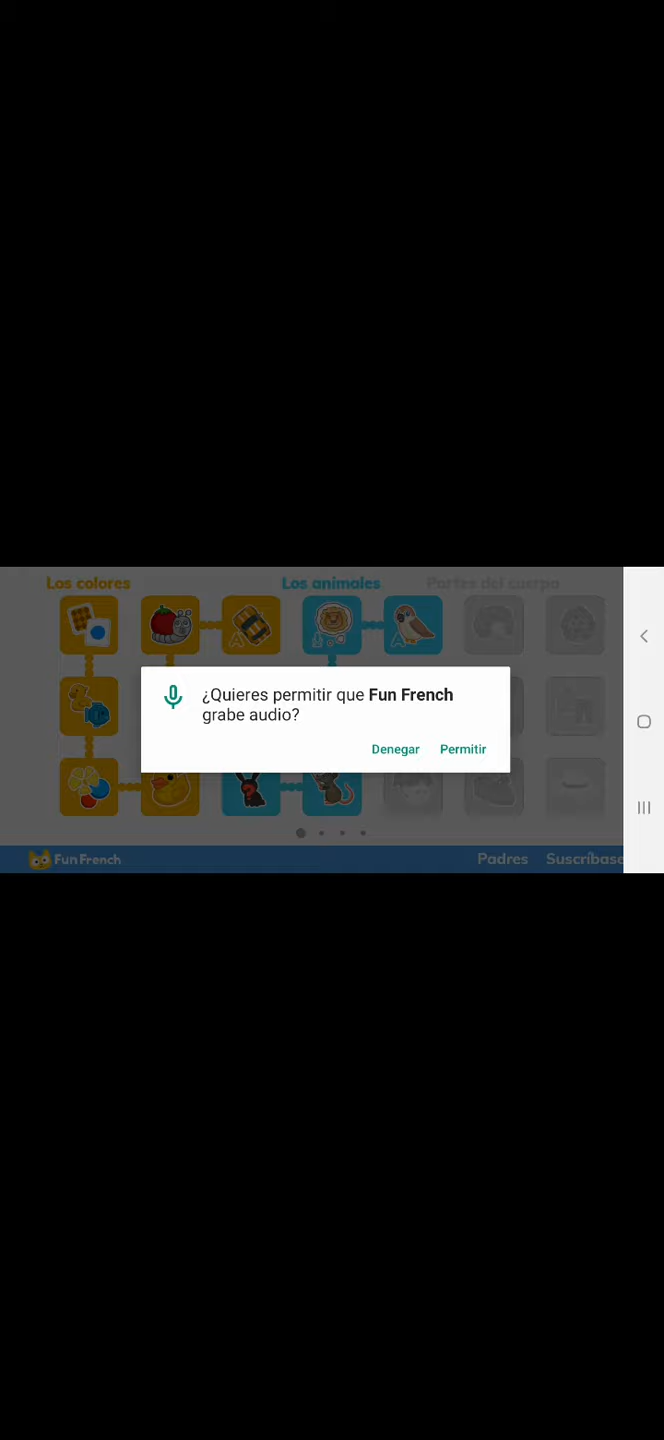 Los colores
Los animales
Partes del cuerpo
A
A
¿Quieres permitir que Fun French
grabe audio?
Denegar
Permitir
Fun French
Padres
Suscríbase